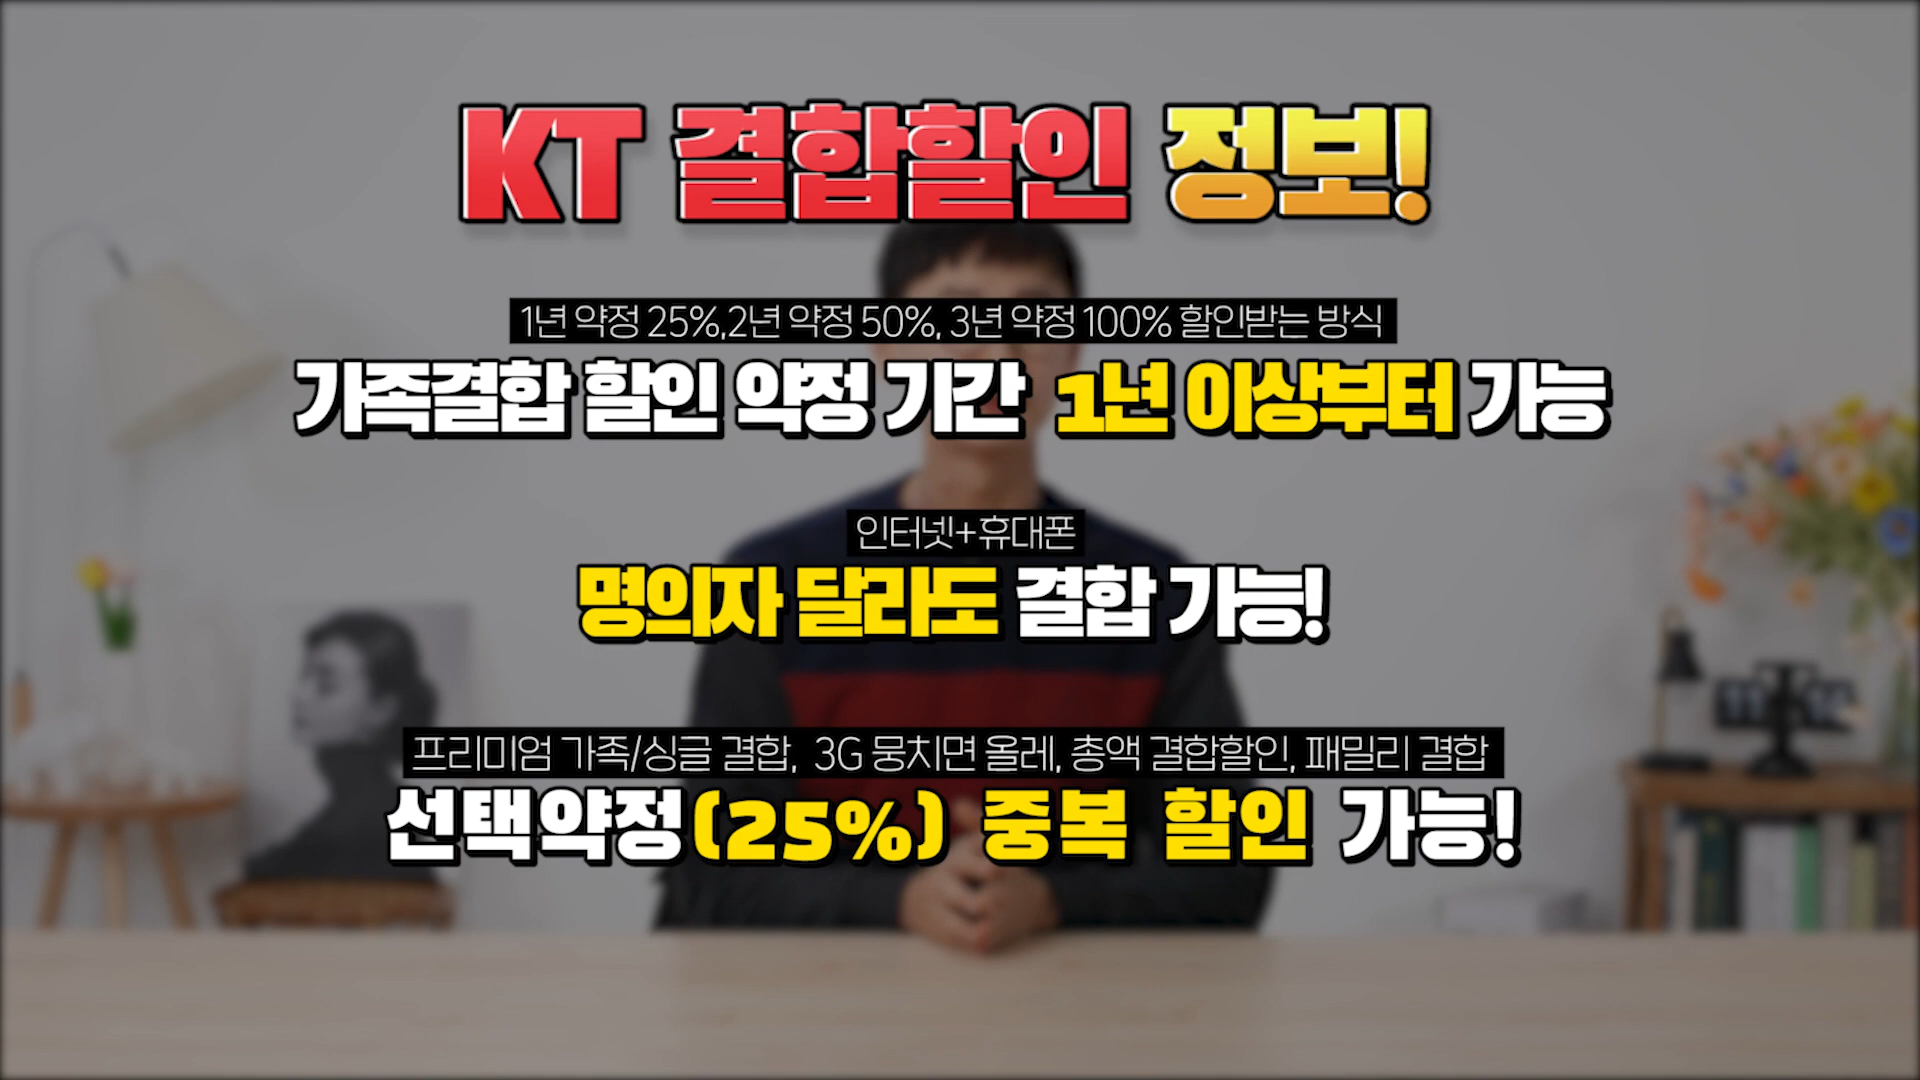 KT 결합할인 정보!
1년 약정 25%,2년 약정 50%, 3년 약정 100% 할인받는 방식
가족결합 할인 약정 기간 1년 이상부터 가능
인터넷+휴대폰
명의자 달라도 결합 가능!
프리미엄 가족/싱글 결합, 3G 뭉치면 올레, 총액 결합할인, 패밀리 결합
선택약정(25%) 중복 할인 가능!